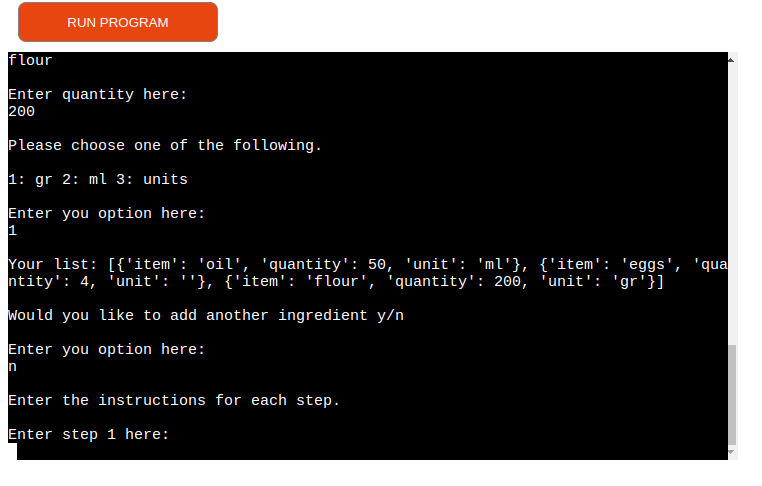 RUN PROGRAM
flour
Enter quantity here:
200
Please choose one of the following.
1: gr 2: ml 3: units
Enter you option here:
1
Your list: [{'item': 'oil', 'quantity': 50, 'unit': 'ml'}, {'item': 'eggs', 'qua
ntity': 4, 'unit': ''}, {'item': 'flour', 'quantity': 200, 'unit': 'gr'}]
Would you like to add another ingredient y/n
Enter you option here:
n
Enter the instructions for each step.
Enter step 1 here: